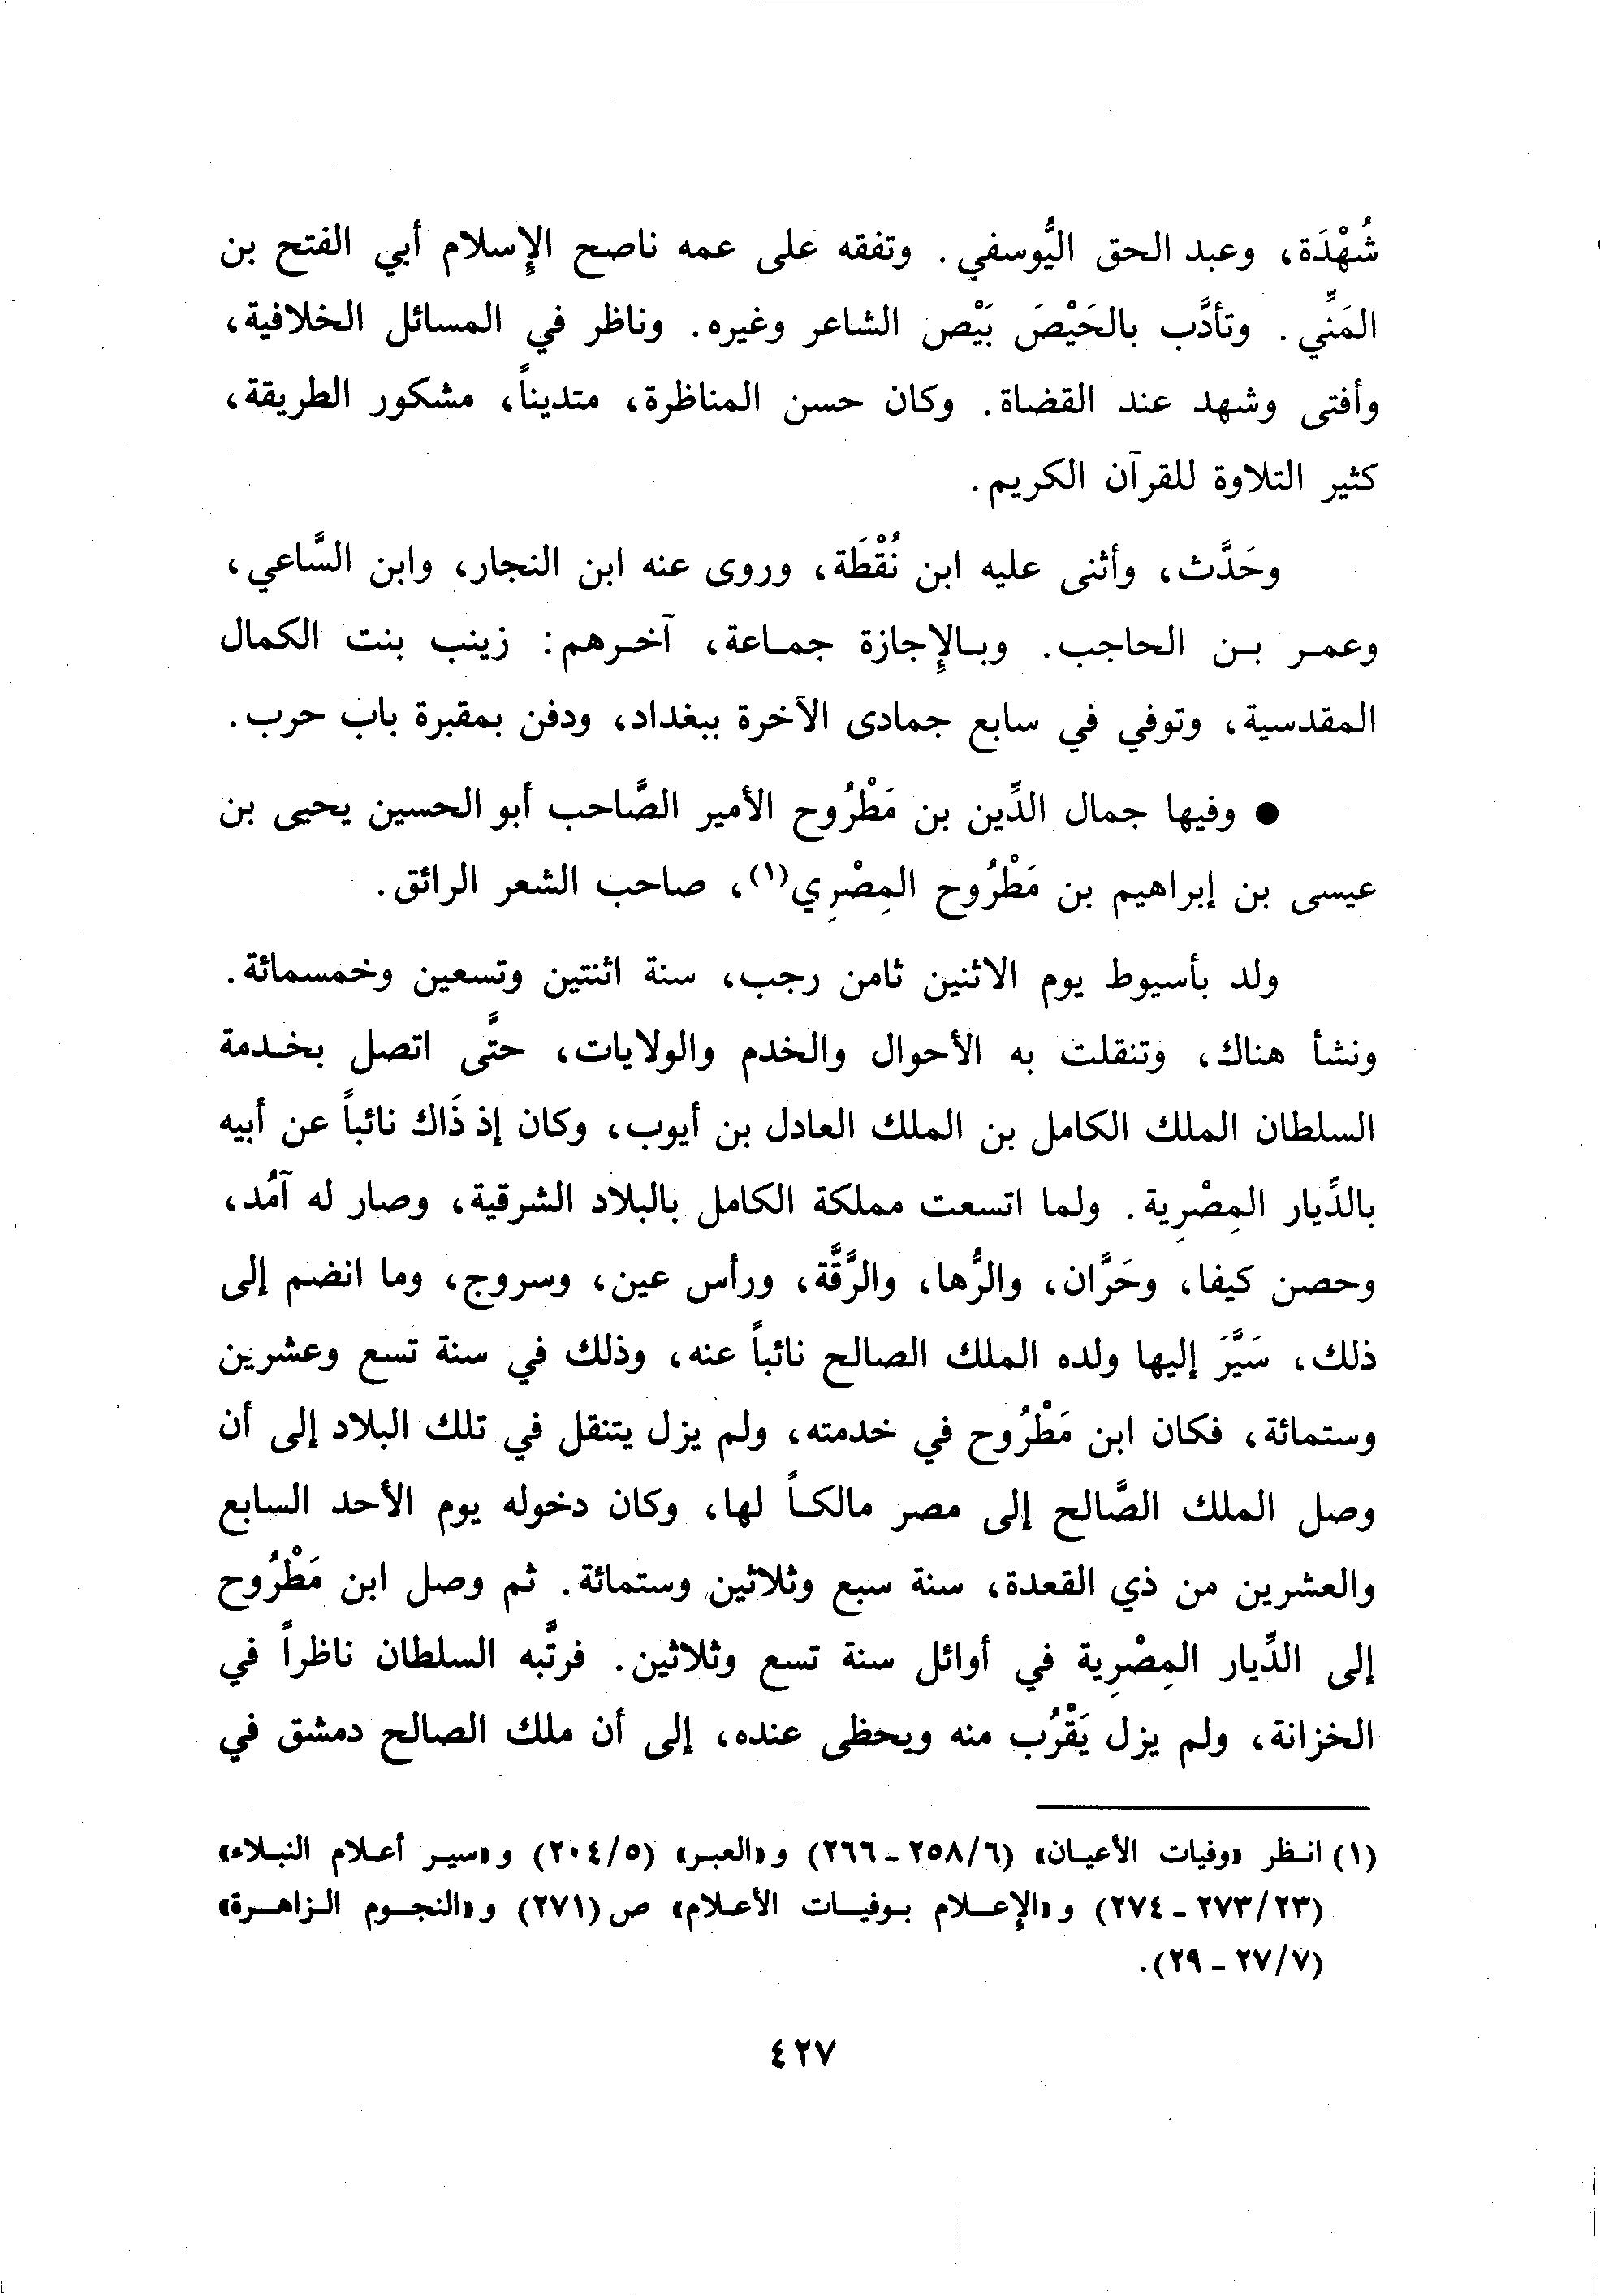 شُهْدَة، وعبد الحق اليُّوسفي. وتفقه على عمه ناصح الإسلام أبي الفتح بن
المَنِّي. وتأدَّب بالحَيْصَ بَيْص الشاعر وغيره. وناظر في المسائل الخلافية،
وأفتى وشهد عند القضاة. وكان حسن المناظرة، متديناً، مشكور الطريقة،
كثير التلاوة للقرآن الكريم.
وحَدَّث، وأثنى عليه ابن نُقْطَة، وروى عنه ابن النجار، وابن السَّاعي،
وعمر بن الحاجب. وبالإجازة جماعة، آخرهم: زينب بنت الكمال
المقدسية، وتوفي في سابع جمادى الآخرة ببغداد، ودفن بمقبرة باب حرب.
● وفيها جمال الدِّين بن مَطْرُوح الأمير الصَّاحب أبو الحسين يحيى بن
عيسى بن إبراهيم بن مَطْرُوح المِصْرِي(١)، صاحب الشعر الرائق.
ولد بأسيوط يوم الاثنين ثامن رجب، سنة اثنتين وتسعين وخمسمائة.
ونشأ هناك، وتنقلت به الأحوال والخدم والولايات، حتَّى اتصل بخدمة
السلطان الملك الكامل بن الملك العادل بن أيوب، وكان إذ ذَاك نائباً عن أبيه
بالدِّيار المِصْرِية. ولما اتسعت مملكة الكامل بالبلاد الشرقية، وصار له آمُد،
وحصن كيفا، وحَرَّان، والرُّها، والرَّقَّة، ورأس عين، وسروج، وما انضم إلى
ذلك، سَيَّرَ إليها ولده الملك الصالح نائباً عنه، وذلك في سنة تسع وعشرين
وستمائة، فكان ابن مَطْرُوح في خدمته، ولم يزل يتنقل في تلك البلاد إلى أن
وصل الملك الصَّالح إلى مصر مالكاً لها، وكان دخوله يوم الأحد السابع
والعشرين من ذي القعدة، سنة سبع وثلاثين وستمائة. ثم وصل ابن مَطْرُوح
إلى الدِّيار المِصْرِية في أوائل سنة تسع وثلاثين. فرتَّبه السلطان ناظراً في
الخزانة، ولم يزل يَقْرُب منه ويحظى عنده، إلى أن ملك الصالح دمشق في
(١) انظر «وفيات الأعيان» (٦/ ٢٥٨ - ٢٦٦) و«العبر» (٥/ ٢٠٤) و«سير أعلام النبلاء»
(٢٣/ ٢٧٣ - ٢٧٤) و«الإعلام بوفيات الأعلام» ص (٢٧١) و«النجوم الزاهرة»
(٧/ ٢٧ - ٢٩).
٤٢٧